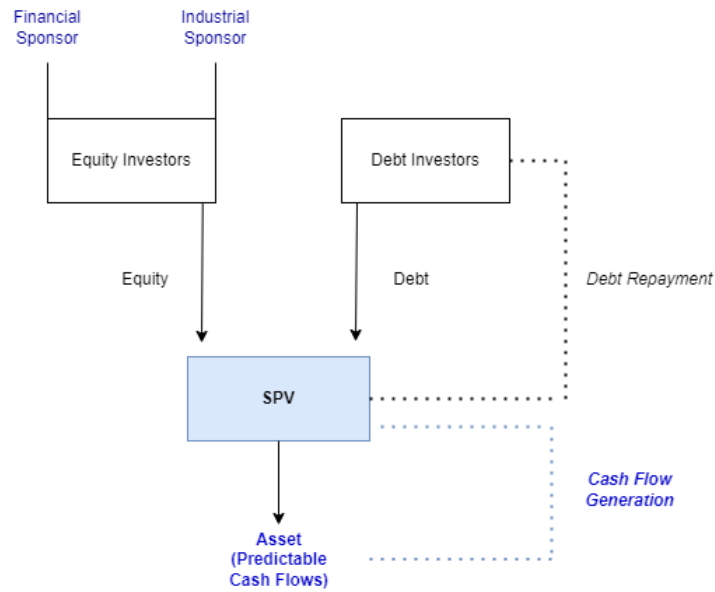 Financial
Sponsor
Industrial
Sponsor
Equity Investors
Debt Investors
Equity
Debt
Debt Repayment
SPV
Cash Flow
Generation
Asset
(Predictable
Cash Flows)